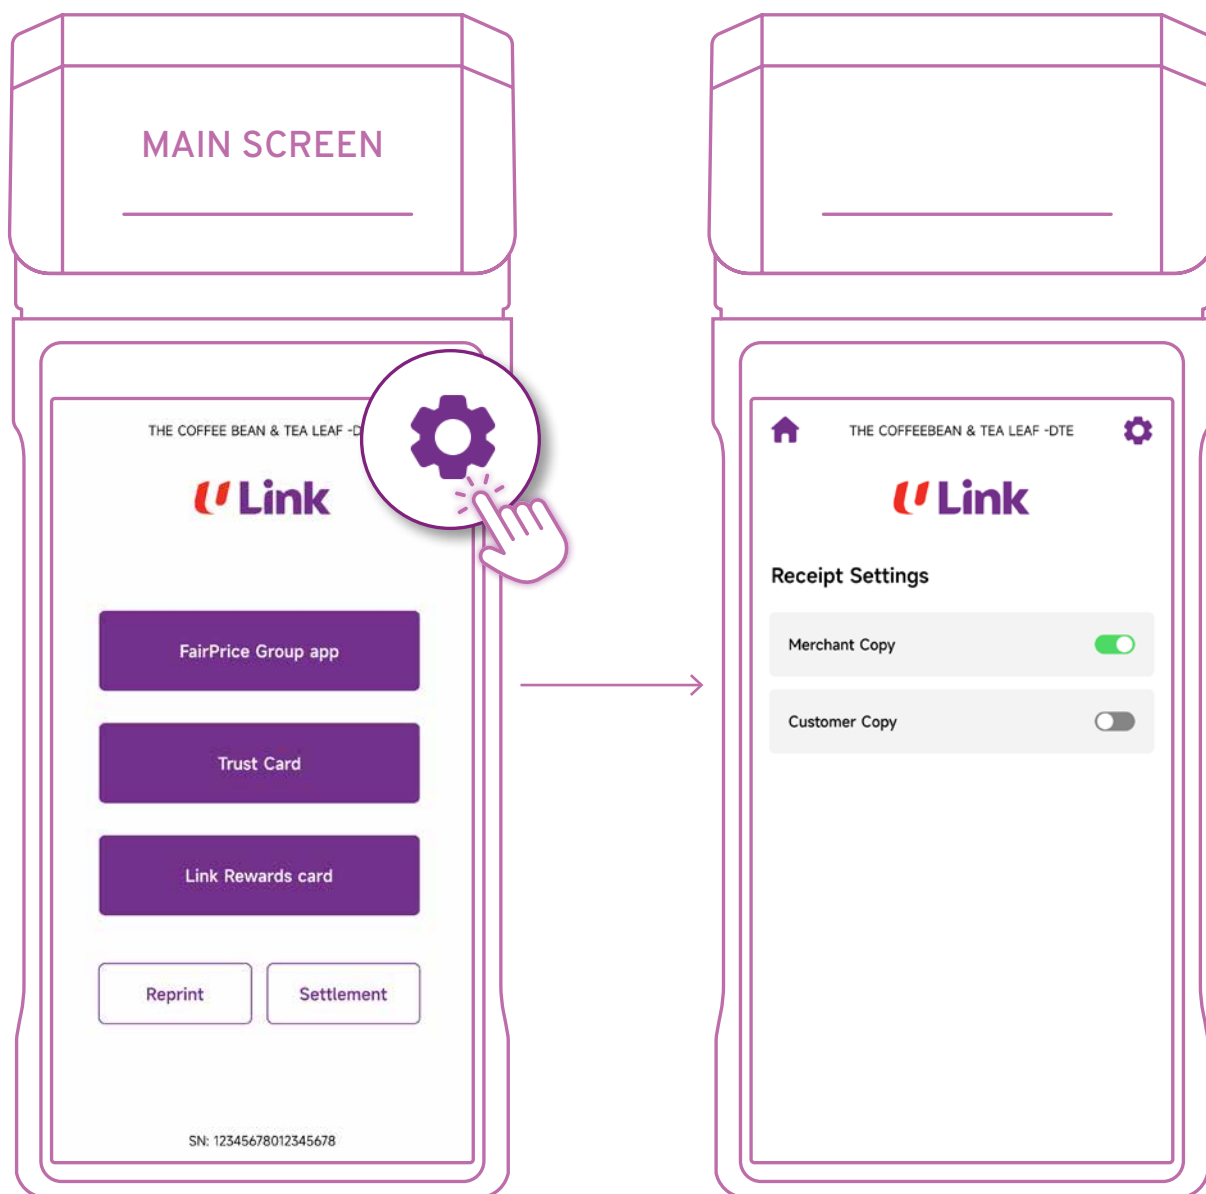 MAIN SCREEN
THE COFFEE BEAN & TEA LEAF -D
Link
FairPrice Group app
Trust Card
Link Rewards card
Reprint
Settlement
SN: 12345678012345678
THE COFFEEBEAN & TEA LEAF -DTE
Link
Receipt Settings
Merchant Copy
Customer Copy